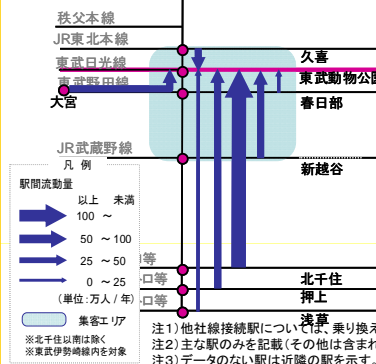 秩父本線
JR東北本線
久喜
東武日光線
東武動物公
東武野田線
大宮
春日部
JR武蔵野線
新越谷
凡 例
駅間流動量
以上 未満
100 ～
50 ～100
25 ～50
0 ～25
(単位:万人/年)
集客エリア
※北千住以南は除く
※東武伊勢崎線内を対象
口等
北千住
口等
押上
口等
浅草
注1)他社線接続駅については、乗り換え
注2)主な駅のみを記載(その他は含まれ
注3)データのない駅は近隣の駅を示す。